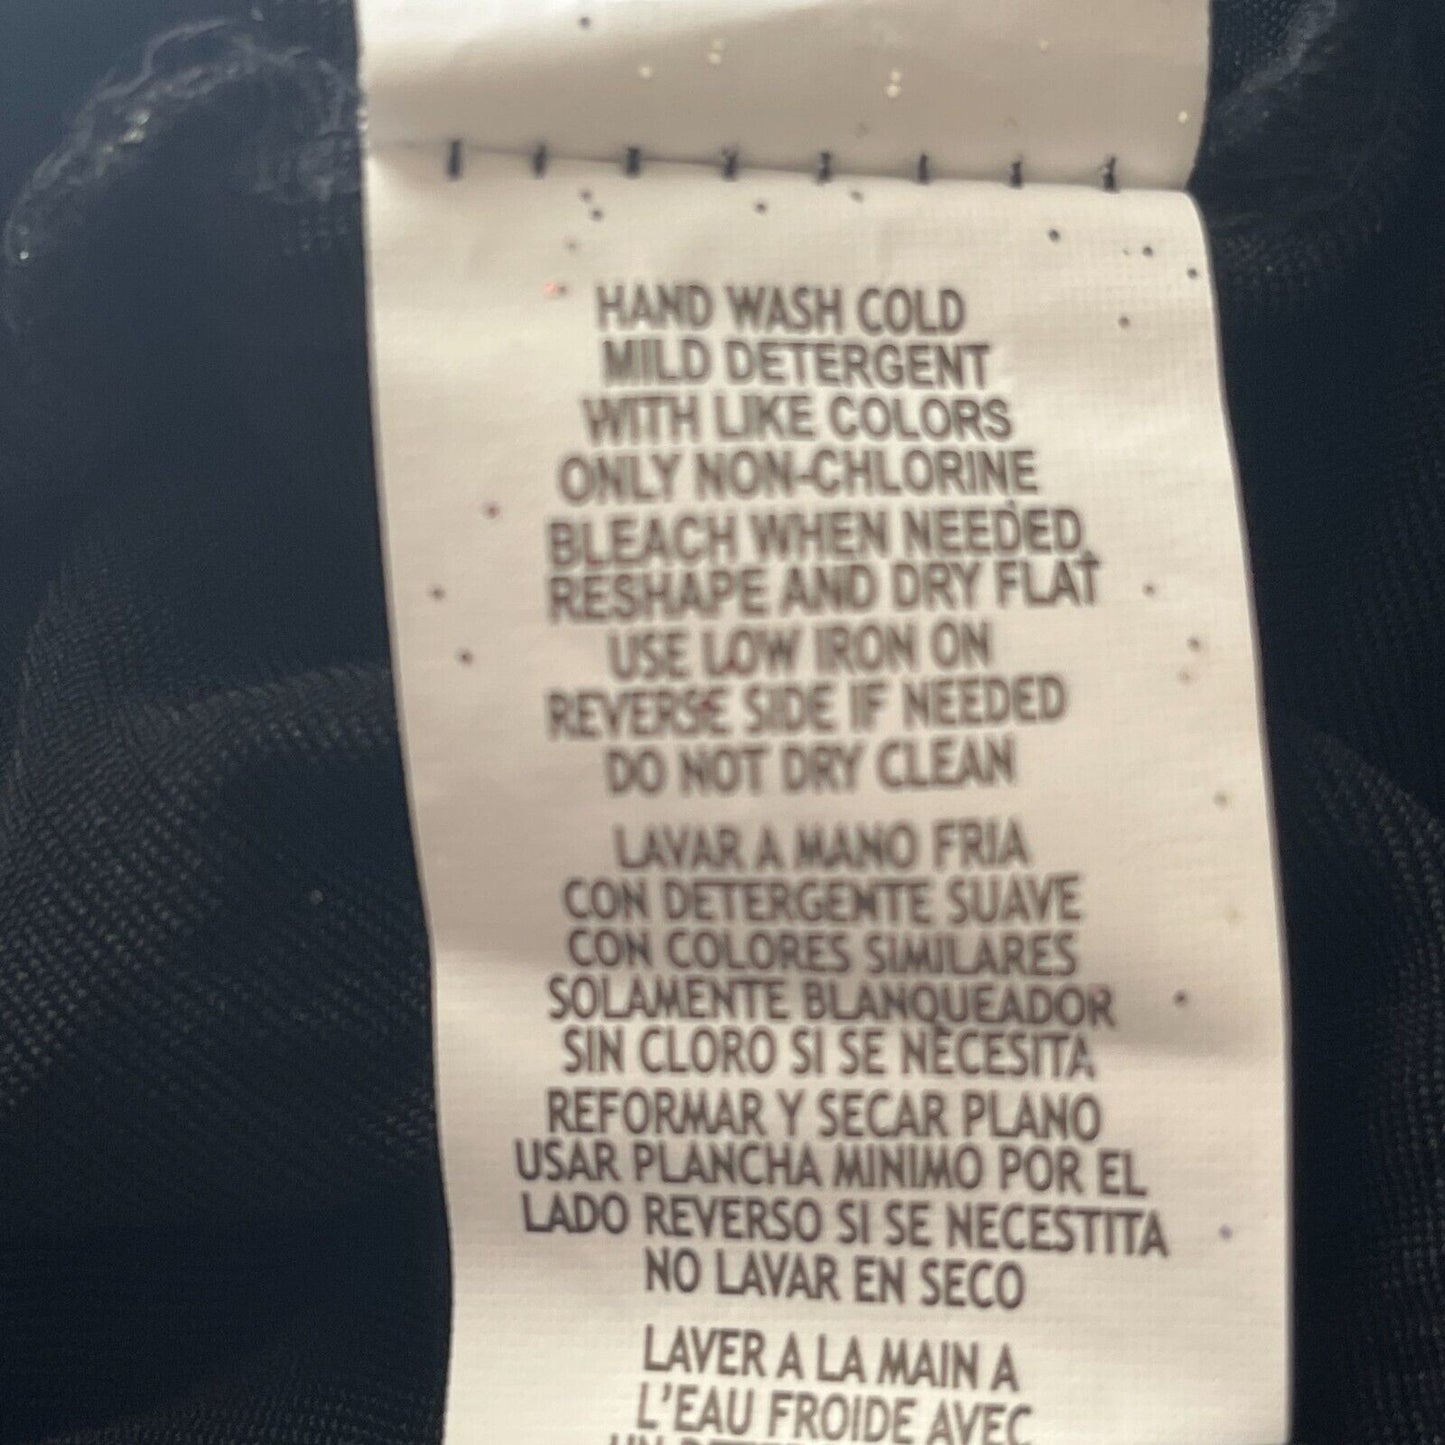 HAND WASH COLD
MILD DETERGENT
WITH LIKE COLORS
ONLY NON-CHLORINE
BLEACH WHEN NEEDED
RESHAPE AND DRY FLAT
USE LOW IRON ON
REVERSE SIDE IF NEEDED
DO NOT DRY CLEAN
LAVAR A MANO FRIA
CON DETERGENTE SUAVE
CON COLORES SIMILARES
SOLAMENTE BLANQUEADOR
SIN CLORO SI SE NECESITA
REFORMAR Y SECAR PLANO
USAR PLANCHA MINIMO POR EL
LADO REVERSO SI SE NECESTITA
NO LAVAR EN SECO
LAVER A LA MAIN A
L'EAU FROIDE AVEC